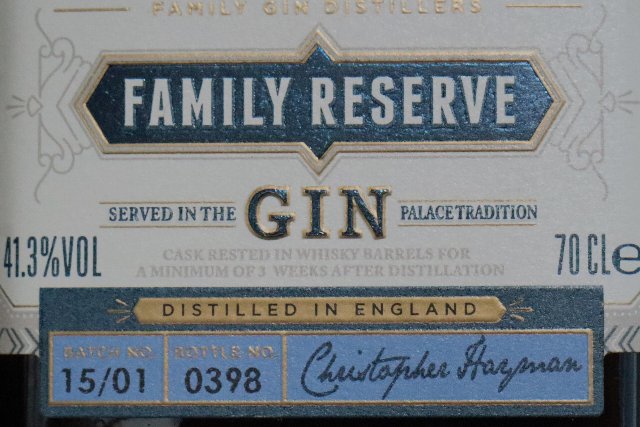 FAMILY GIN DISTILLERS
FAMILY RESERVE
SERVED IN THE GIN PALACE TRADITION
CASK RESTED IN WHISKY BARRELS FOR
A MINIMUM OF 3 WEEKS AFTER DISTILLATION
41.3%VOL
70 CL℮
DISTILLED IN ENGLAND
BATCH NO. BOTTLE NO.
15/01 0398 Christopher Hayman